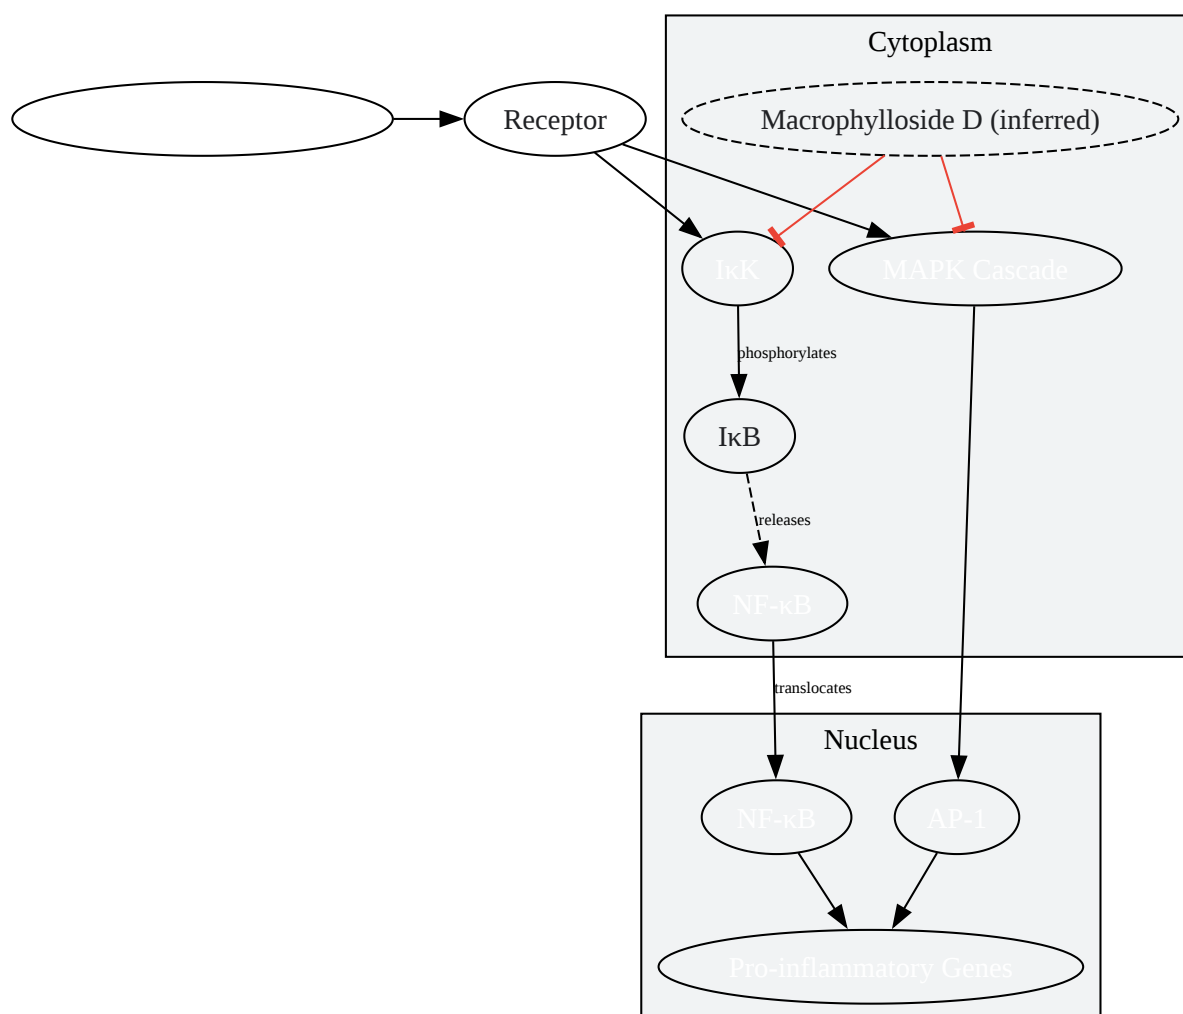 Cytoplasm
Receptor
Macrophylloside D (inferred)
IκK
MAPK Cascade
phosphorylates
IκB
releases
NF-κB
translocates
Nucleus
NF-κB
AP-1
Pro-inflammatory Genes